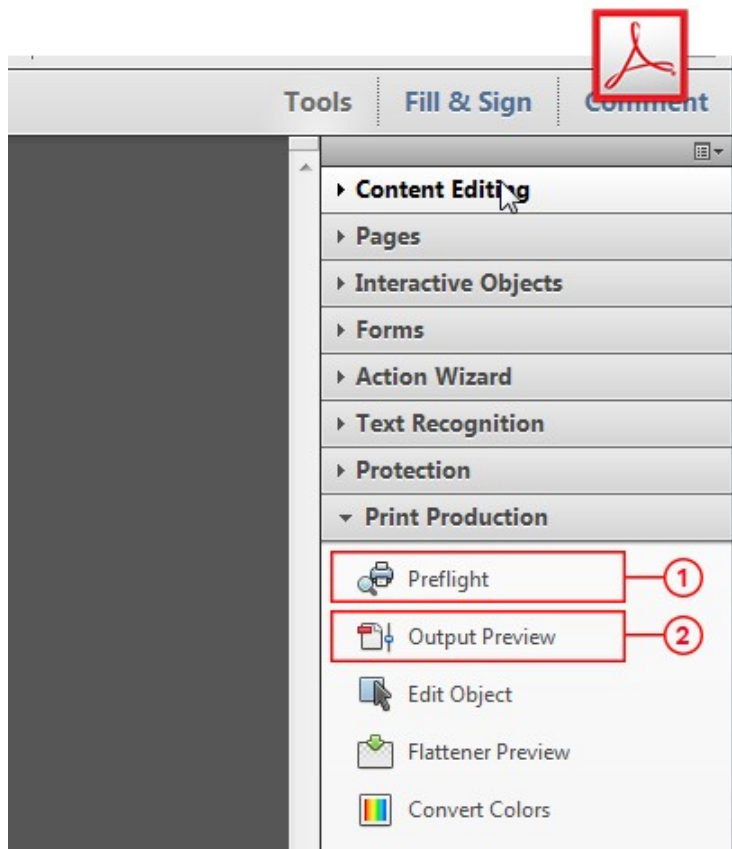 Tools Fill & Sign Comment
Content Editing
Pages
Interactive Objects
Forms
Action Wizard
Text Recognition
Protection
Print Production
Preflight 1
Output Preview 2
Edit Object
Flattener Preview
Convert Colors